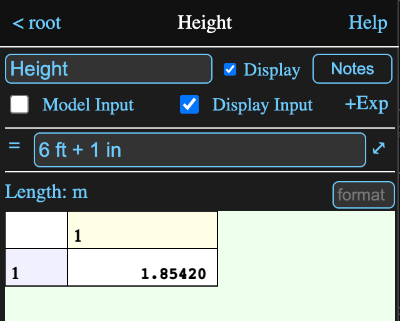 < root Height Help
Height Display Notes
Model Input Display Input +Exp
= 6 ft + 1 in ⤢
Length: m format
1
1 1.85420